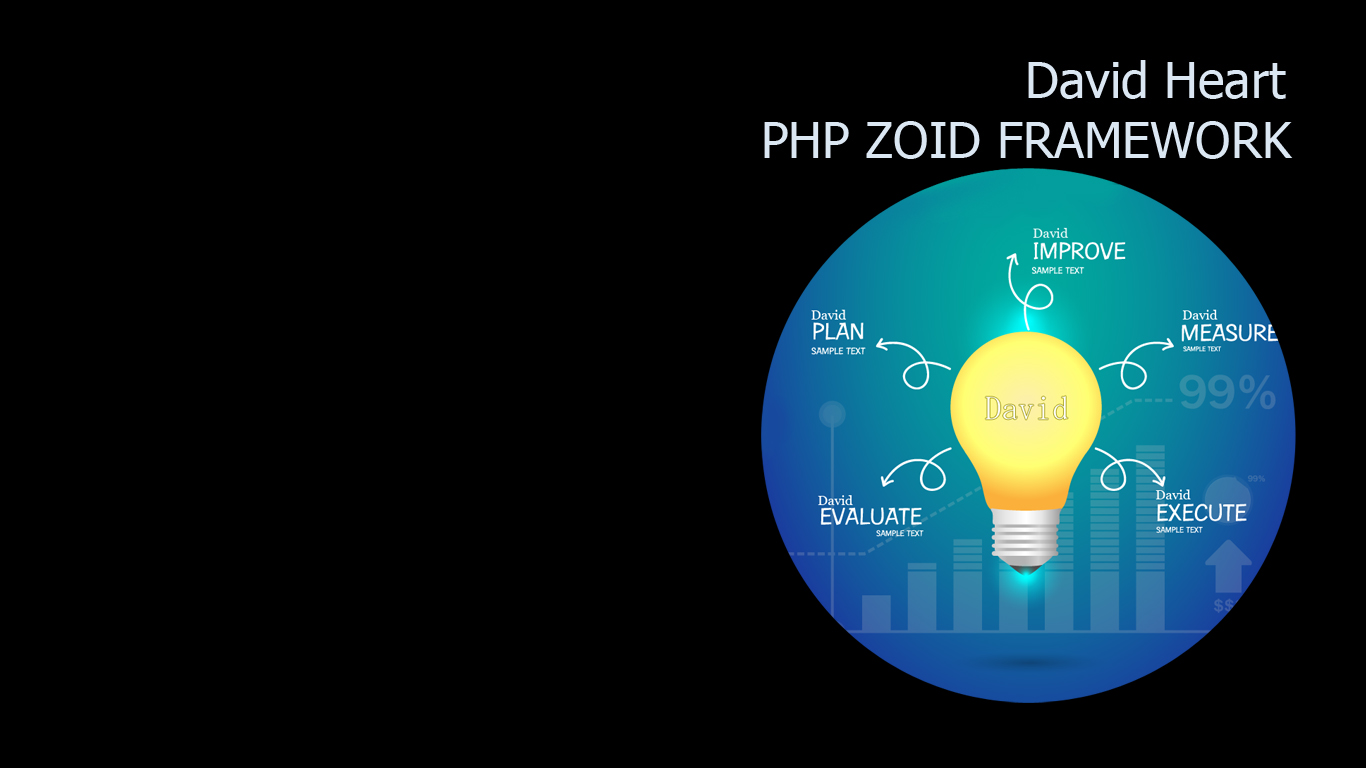 David Heart
PHP ZOID FRAMEWORK
David
IMPROVE
SAMPLE TEXT
David
PLAN
SAMPLE TEXT
David
MEASURE
SAMPLE TEXT
99%
David
David
EVALUATE
SAMPLE TEXT
David
EXECUTE
SAMPLE TEXT
99%
$$